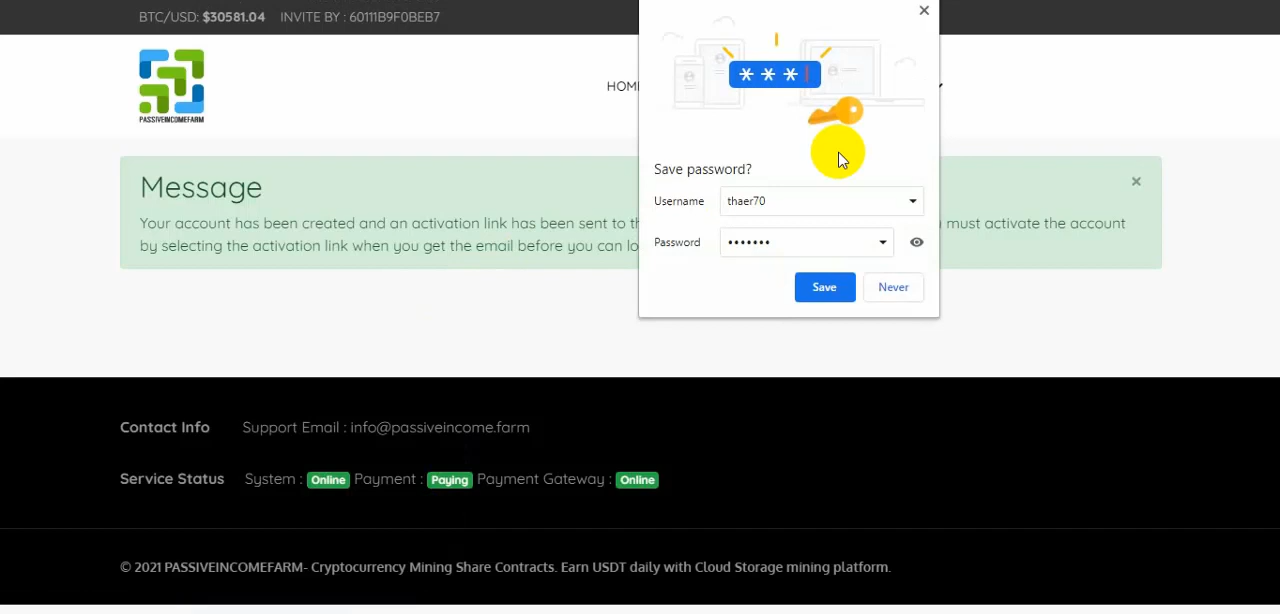 BTC/USD: $30581.04 INVITE BY : 60111B9F0BEB7
PASSIVEINCOMEFARM
HOM
Message
Your account has been created and an activation link has been sent to
must activate the account
by selecting the activation link when you get the email before you can
***
Save password?
Username thaer70
Password •••••••
Save Never
Contact Info Support Email : info@passiveincome.farm
Service Status System : Online Payment : Paying Payment Gateway : Online
© 2021 PASSIVEINCOMEFARM- Cryptocurrency Mining Share Contracts. Earn USDT daily with Cloud Storage mining platform.